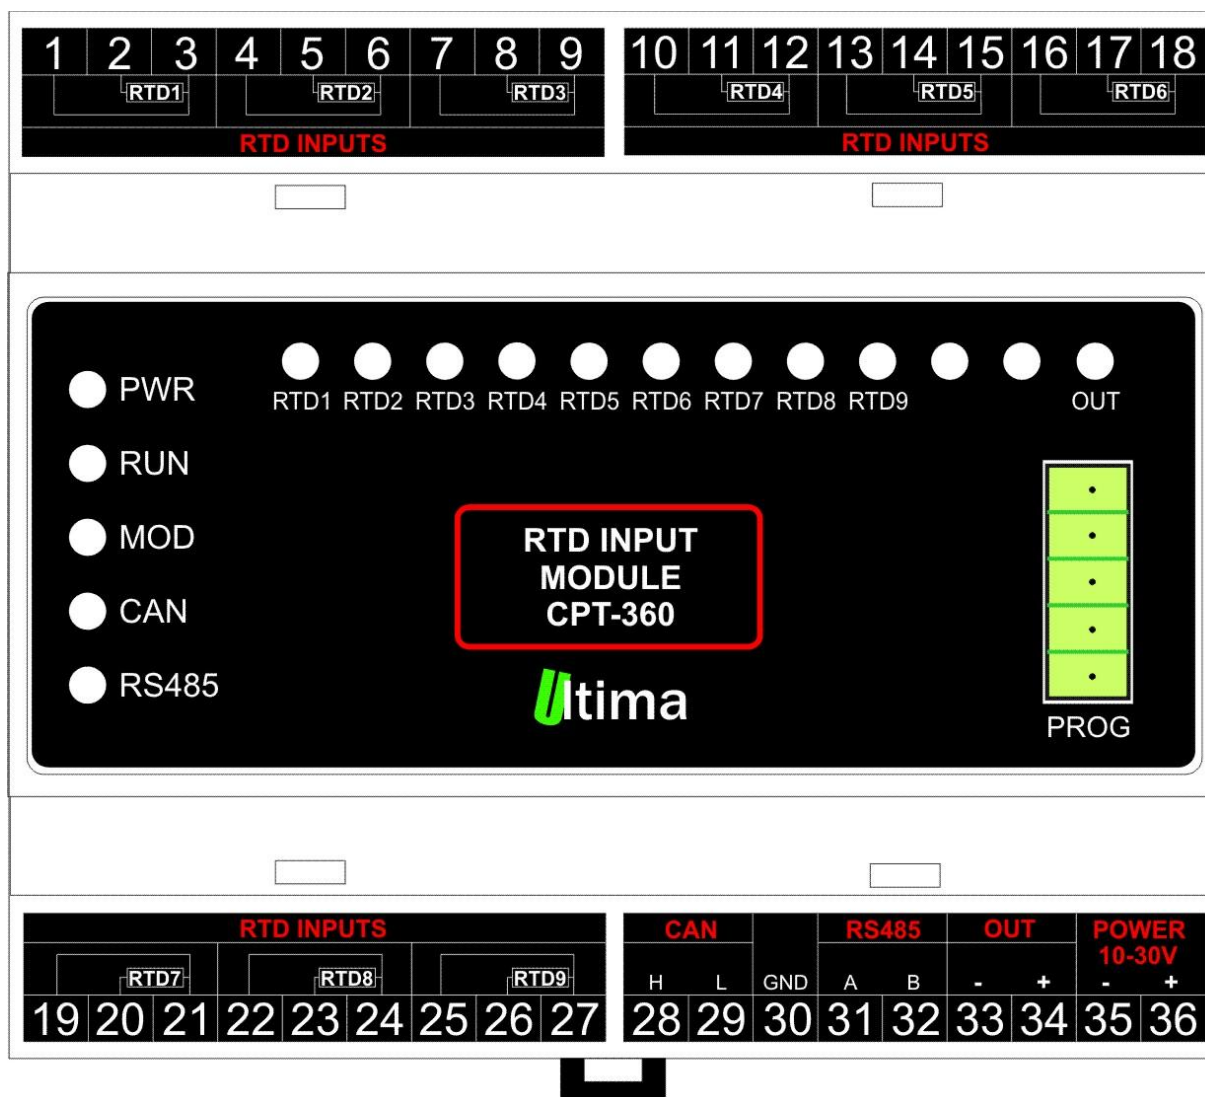 1 2 3 4 5 6 7 8 9 10 11 12 13 14 15 16 17 18
RTD1 RTD2 RTD3 RTD4 RTD5 RTD6
RTD INPUTS RTD INPUTS
PWR
RUN
MOD
CAN
RS485
RTD1 RTD2 RTD3 RTD4 RTD5 RTD6 RTD7 RTD8 RTD9 OUT
RTD INPUT
MODULE
CPT-360
Ultima
PROG
RTD INPUTS CAN RS485 OUT POWER
10-30V
RTD7 RTD8 RTD9 H L GND A B - + - +
19 20 21 22 23 24 25 26 27 28 29 30 31 32 33 34 35 36